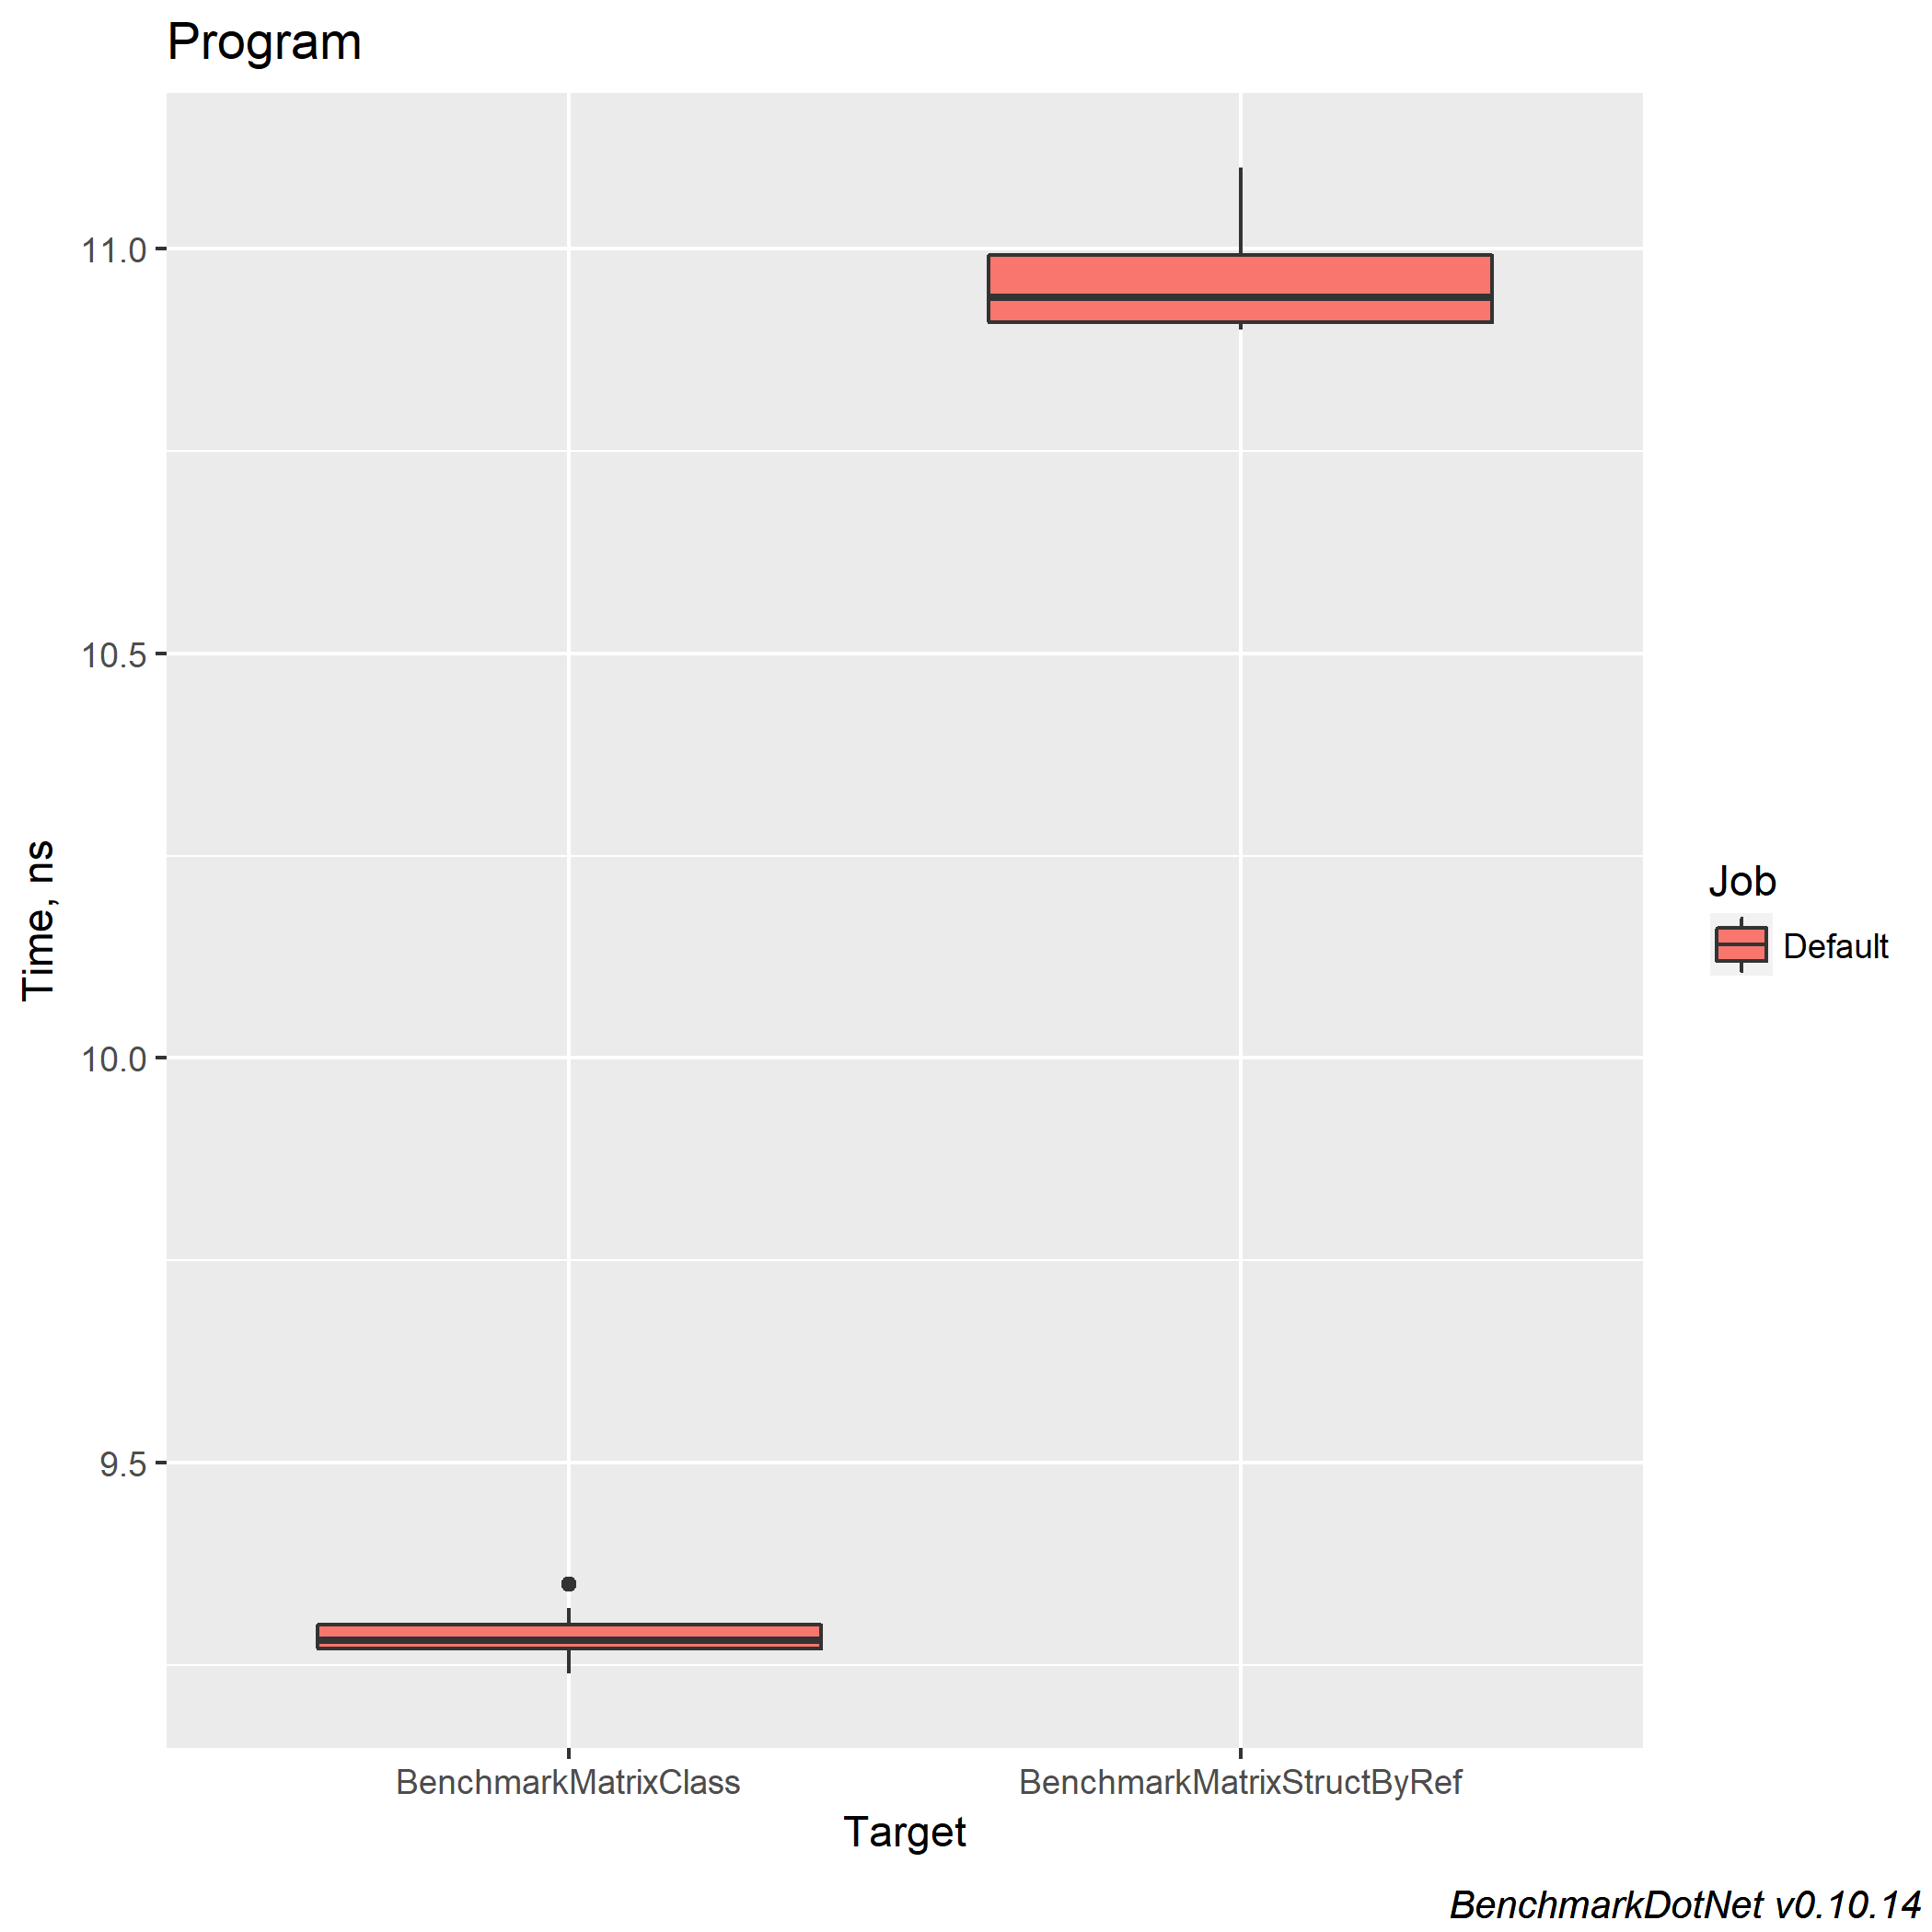 Program
Time, ns
11.0
10.5
10.0
9.5
BenchmarkMatrixClass
BenchmarkMatrixStructByRef
Target
Job
Default
BenchmarkDotNet v0.10.14